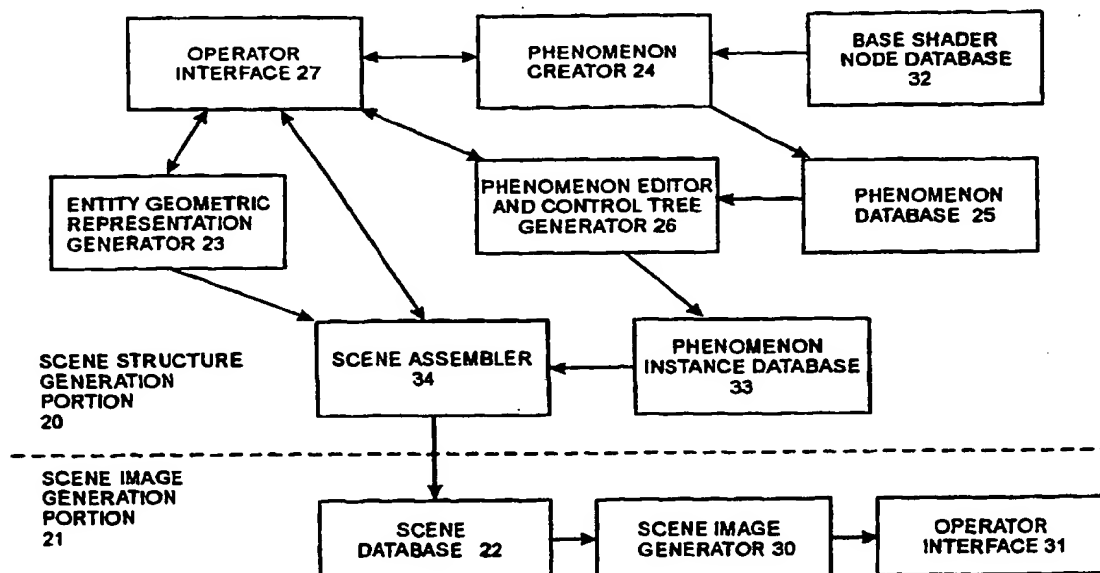 OPERATOR
INTERFACE 27
PHENOMENON
CREATOR 24
BASE SHADER
NODE DATABASE
32
ENTITY GEOMETRIC
REPRESENTATION
GENERATOR 23
PHENOMENON EDITOR
AND CONTROL TREE
GENERATOR 26
PHENOMENON
DATABASE 25
SCENE STRUCTURE
GENERATION
PORTION
20
SCENE ASSEMBLER
34
PHENOMENON
INSTANCE DATABASE
33
SCENE IMAGE
GENERATION
PORTION
21
SCENE
DATABASE 22
SCENE IMAGE
GENERATOR 30
OPERATOR
INTERFACE 31